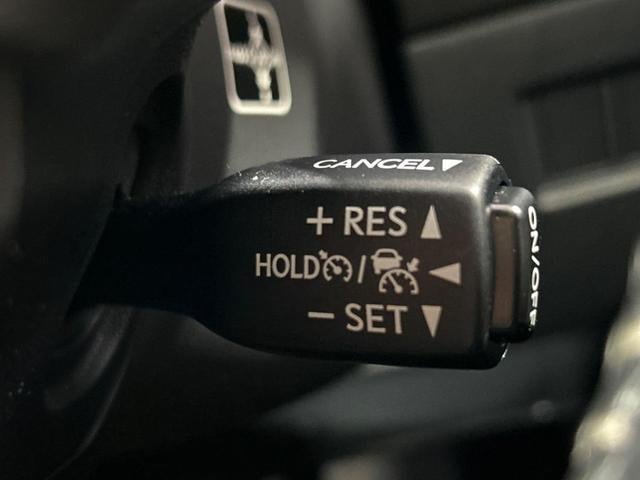 CANCEL▼
+ RES ▲
HOLD / ◀
− SET ▼
ON/OFF